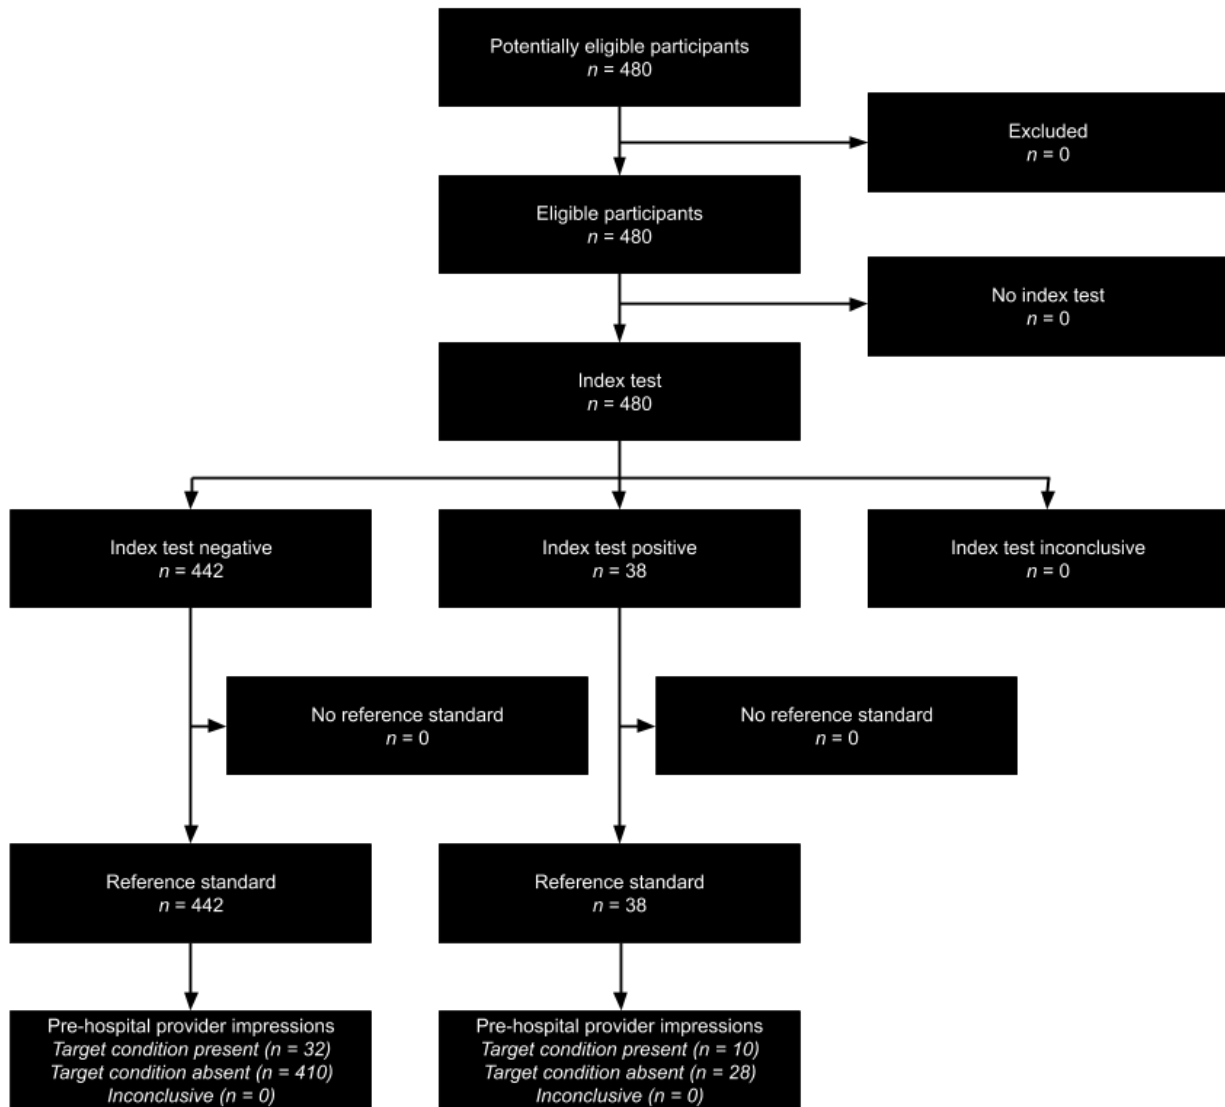 Potentially eligible participants
n = 480
Excluded
n = 0
Eligible participants
n = 480
No index test
n = 0
Index test
n = 480
Index test negative
n = 442
Index test positive
n = 38
Index test inconclusive
n = 0
No reference standard
n = 0
No reference standard
n = 0
Reference standard
n = 442
Reference standard
n = 38
Pre-hospital provider impressions
Target condition present (n = 32)
Target condition absent (n = 410)
Inconclusive (n = 0)
Pre-hospital provider impressions
Target condition present (n = 10)
Target condition absent (n = 28)
Inconclusive (n = 0)